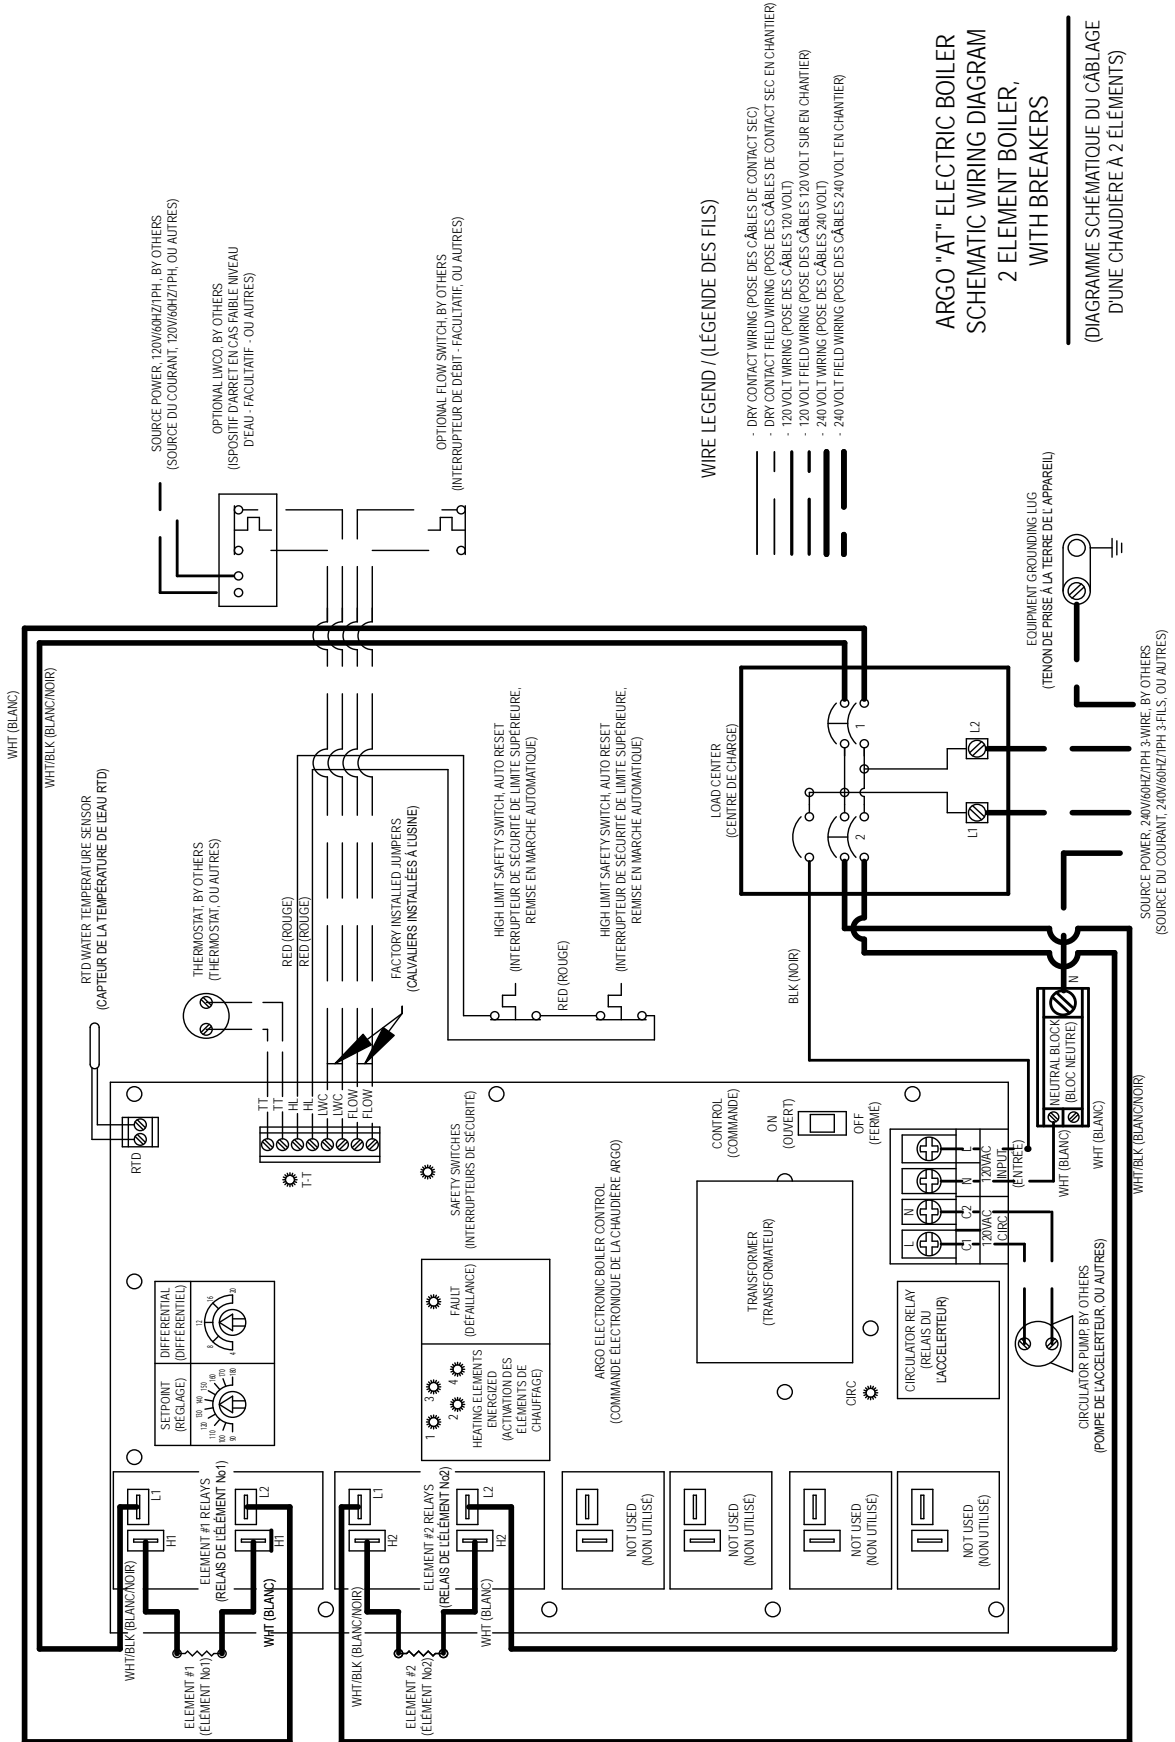 ARGO "AT" ELECTRIC BOILER
SCHEMATIC WIRING DIAGRAM
2 ELEMENT BOILER,
WITH BREAKERS
(DIAGRAMME SCHÉMATIQUE DU CÂBLAGE
D'UNE CHAUDIÈRE À 2 ÉLÉMENTS)
WIRE LEGEND / (LÉGENDE DES FILS)
- DRY CONTACT WIRING (POSE DES CÂBLES DE CONTACT SEC)
- DRY CONTACT FIELD WIRING (POSE DES CÂBLES DE CONTACT SEC EN CHANTIER)
- 120 VOLT WIRING (POSE DES CÂBLES 120 VOLT)
- 120 VOLT FIELD WIRING (POSE DES CÂBLES 120 VOLT SUR EN CHANTIER)
- 240 WIRING (POSE DES CÂBLES 240 VOLT)
- 240 VOLT FIELD WIRING (POSE DES CÂBLES 240 VOLT EN CHANTIER)
SOURCE POWER, 120V/60HZ/1PH , BY OTHERS
(SOURCE DU COURANT, 120V/60HZ/1PH, OU AUTRES)
OPTIONAL LWCO, BY OTHERS
(ISPOSITIF D'ARRET EN CAS FAIBLE NIVEAU
D'EAU - FACULTATIF - OU AUTRES)
OPTIONAL FLOW SWITCH, BY OTHERS
(INTERRUPTEUR DE DÉBIT - FACULTATIF, OU AUTRES)
WHT (BLANC)
WHT/BLK (BLANC/NOIR)
RTD WATER TEMPERATURE SENSOR
(CAPTEUR DE LA TEMPÉRATURE DE L'EAU RTD)
THERMOSTAT, BY OTHERS
(THERMOSTAT, OU AUTRES)
RED (ROUGE)
RED (ROUGE)
FACTORY INSTALLED JUMPERS
(CALVALIERS INSTALLÉES À L'USINE)
HIGH LIMIT SAFETY SWITCH, AUTO RESET
(INTERRUPTEUR DE SÉCURITÉ DE LIMITE SUPÉRIEURE,
REMISE EN MARCHE AUTOMATIQUE)
RED (ROUGE)
HIGH LIMIT SAFETY SWITCH, AUTO RESET
(INTERRUPTEUR DE SÉCURITÉ DE LIMITE SUPÉRIEURE,
REMISE EN MARCHE AUTOMATIQUE)
LOAD CENTER
(CENTRE DE CHARGE)
1
2
L1
L2
BLK (NOIR)
EQUIPMENT GROUNDING LUG
(TENON DE PRISE À LA TERRE DE L' APPAREIL)
SOURCE POWER, 240V/60HZ/1PH 3-WIRE, BY OTHERS
(SOURCE DU COURANT, 240V/60HZ/1PH 3-FILS, OU AUTRES)
N
NEUTRAL BLOCK
(BLOC NEUTRE)
WHT (BLANC)
WHT (BLANC)
WHT/BLK (BLANC/NOIR)
RTD
TT
TT
HL
HL
LWC
LWC
FLOW
FLOW
T-T
SAFETY SWITCHES
(INTERRUPTEURS DE SÉCURITÉ)
CONTROL
(COMMANDE)
ON
(OUVERT)
OFF
(FERMÉ)
SETPOINT
(RÉGLAGE)
90
100
110
120
130
140
150
160
170
180
DIFFERENTIAL
(DIFFÉRENTIEL)
4
8
12
16
20
FAULT
(DÉFAILLANCE)
1
2
3
4
HEATING ELEMENTS
ENERGIZED
(ACTIVATION DES
ÉLÉMENTS DE
CHAUFFAGE)
ARGO ELECTRONIC BOILER CONTROL
(COMMANDE ÉLECTRONIQUE DE LA CHAUDIÈRE ARGO)
TRANSFORMER
(TRANSFORMATEUR)
CIRC
CIRCULATOR RELAY
(RELAIS DU
L'ACCELERTEUR)
L
N
N
L
C1
C2
N
L
120VAC
CIRC
120VAC
INPUT
(ENTRÉE)
CIRCULATOR PUMP, BY OTHERS
(POMPE DE L'ACCELERTEUR, OU AUTRES)
L1
H1
L2
H1
ELEMENT #1 RELAYS
(RELAIS DE L'ÉLÉMENT No1)
WHT/BLK (BLANC/NOIR)
WHT (BLANC)
ELEMENT #1
(ÉLÉMENT No1)
L1
H2
L2
H2
ELEMENT #2 RELAYS
(RELAIS DE L'ÉLÉMENT No2)
WHT/BLK (BLANC/NOIR)
WHT (BLANC)
ELEMENT #2
(ÉLÉMENT No2)
NOT USED
(NON UTILISÉ)
NOT USED
(NON UTILISÉ)
NOT USED
(NON UTILISÉ)
NOT USED
(NON UTILISÉ)